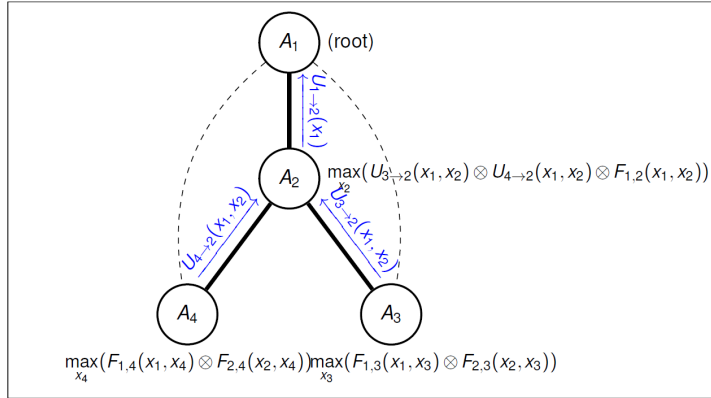 A₁ (root)
U₁→₂(x₁)
A₂
max(U₃→₂(x₁, x₂) ⊗ U₄→₂(x₁, x₂) ⊗ F₁,₂(x₁, x₂))
x₂
U₄→₂(x₁, x₂)
U₃→₂(x₁, x₂)
A₄
A₃
max(F₁,₄(x₁, x₄) ⊗ F₂,₄(x₂, x₄))
x₄
max(F₁,₃(x₁, x₃) ⊗ F₂,₃(x₂, x₃))
x₃